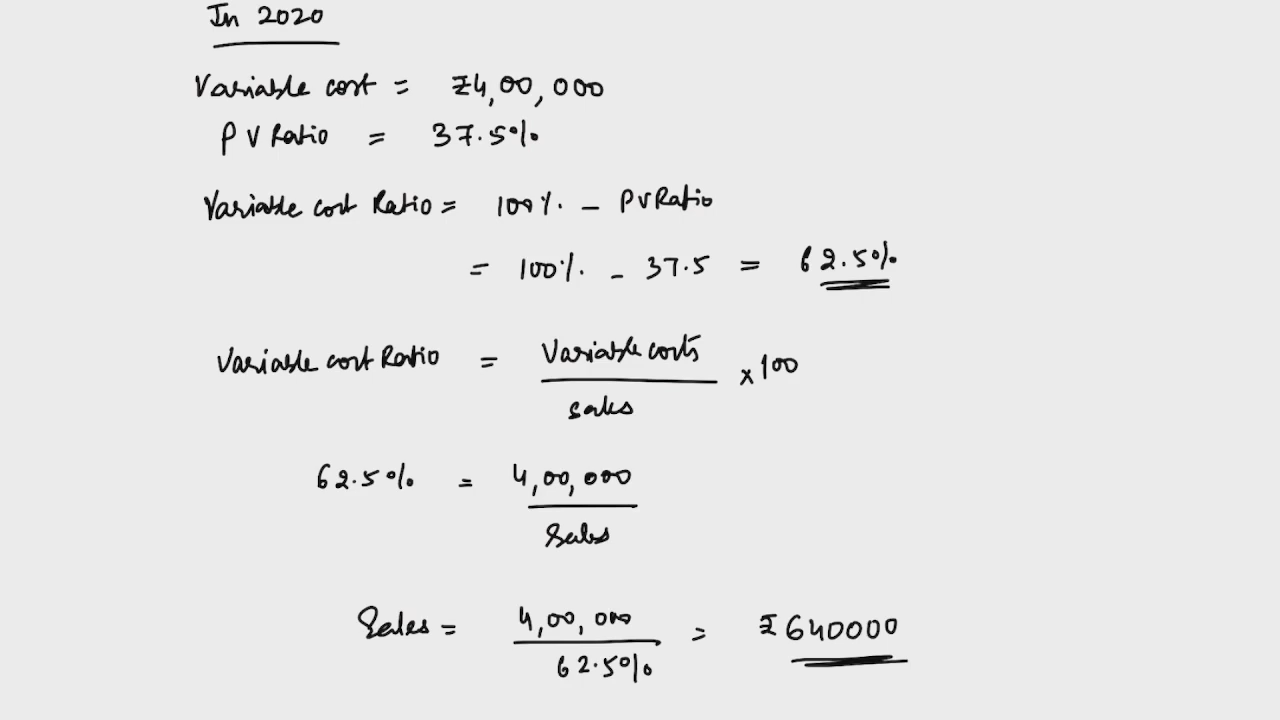 In 2020
Variable cost = ₹4,00,000
PV Ratio = 37.5%
Variable cost Ratio = 100% - PV Ratio
= 100% - 37.5 = 62.5%
Variable cost Ratio = Variable costs
sales
× 100
62.5% = 4,00,000
Sales
Sales = 4,00,000
62.5%
= ₹640000